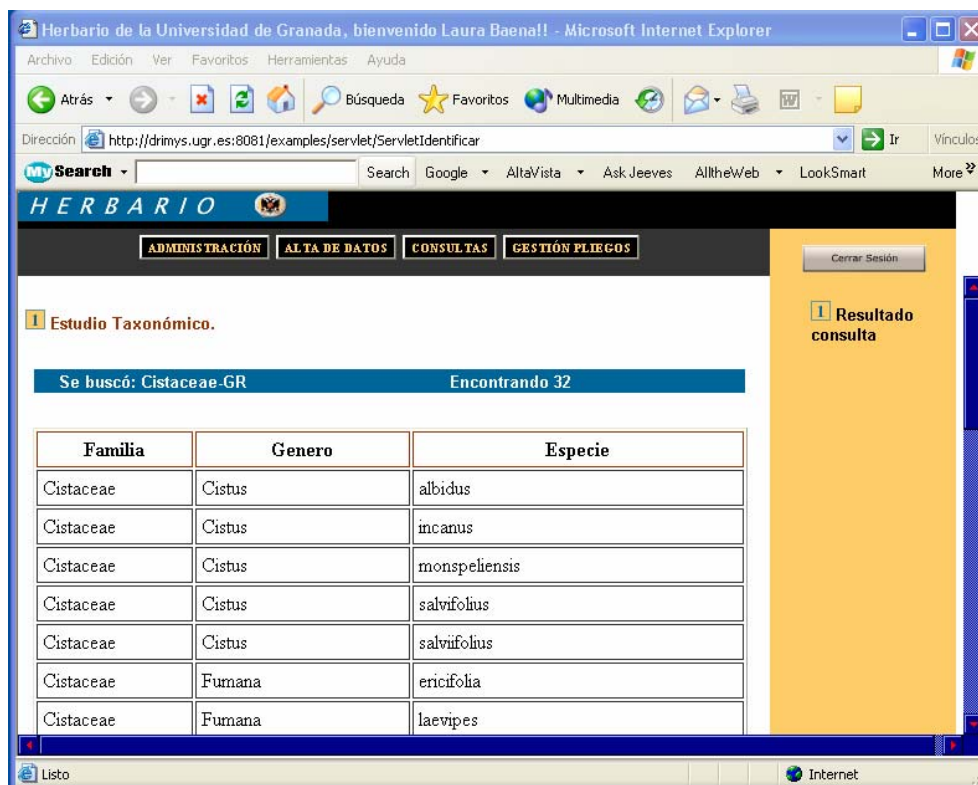 Herbario de la Universidad de Granada, bienvenido Laura Baena!! - Microsoft Internet Explorer
Archivo Edición Ver Favoritos Herramientas Ayuda
Atrás Búsqueda Favoritos Multimedia
Dirección http://drimys.ugr.es:8081/examples/servlet/ServletIdentificar Ir Vínculos
My Search Search Google AltaVista Ask Jeeves AlltheWeb LookSmart More
HERBARIO
ADMINISTRACIÓN ALTA DE DATOS CONSULTAS GESTIÓN PLIEGOS Cerrar Sesión
1 Estudio Taxonómico.
1 Resultado
consulta
Se buscó: Cistaceae-GR Encontrando 32
Familia Genero Especie
Cistaceae Cistus albidus
Cistaceae Cistus incanus
Cistaceae Cistus monspeliensis
Cistaceae Cistus salvifolius
Cistaceae Cistus salviifolius
Cistaceae Fumana ericifolia
Cistaceae Fumana laevipes
Listo Internet